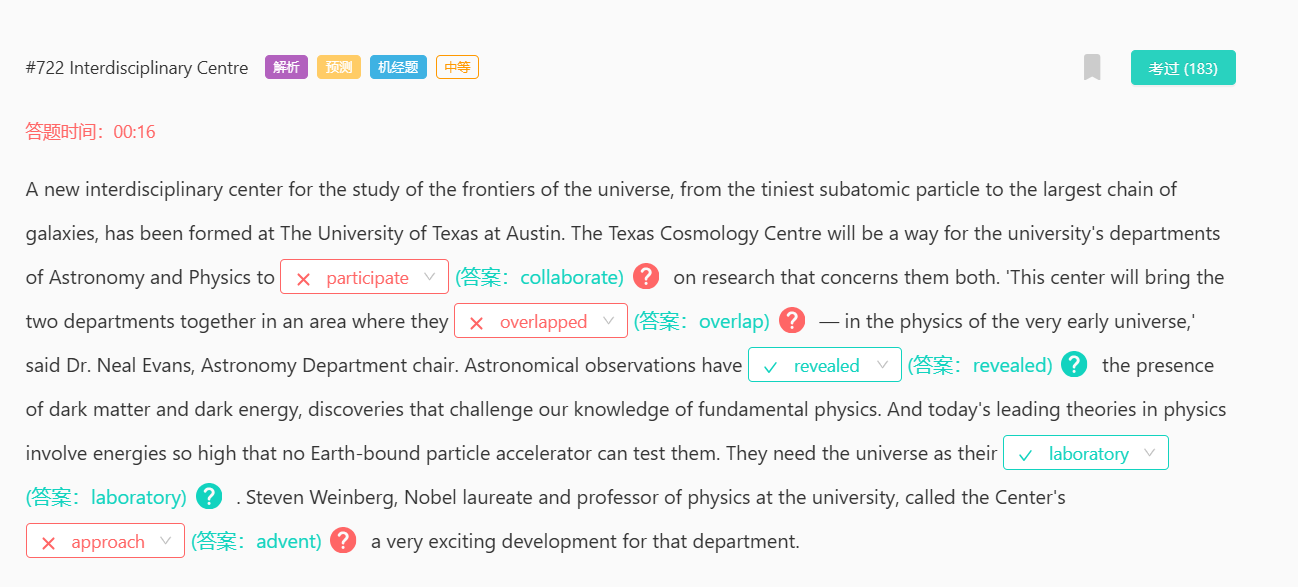 #722 Interdisciplinary Centre 解析 预测 机经题 中等 考过 (183)
答题时间：00:16
A new interdisciplinary center for the study of the frontiers of the universe, from the tiniest subatomic particle to the largest chain of
galaxies, has been formed at The University of Texas at Austin. The Texas Cosmology Centre will be a way for the university's departments
of Astronomy and Physics to × participate (答案：collaborate) ? on research that concerns them both. 'This center will bring the
two departments together in an area where they × overlapped (答案：overlap) ? — in the physics of the very early universe,'
said Dr. Neal Evans, Astronomy Department chair. Astronomical observations have ✓ revealed (答案：revealed) ? the presence
of dark matter and dark energy, discoveries that challenge our knowledge of fundamental physics. And today's leading theories in physics
involve energies so high that no Earth-bound particle accelerator can test them. They need the universe as their ✓ laboratory
(答案：laboratory) ? . Steven Weinberg, Nobel laureate and professor of physics at the university, called the Center's
× approach (答案：advent) ? a very exciting development for that department.